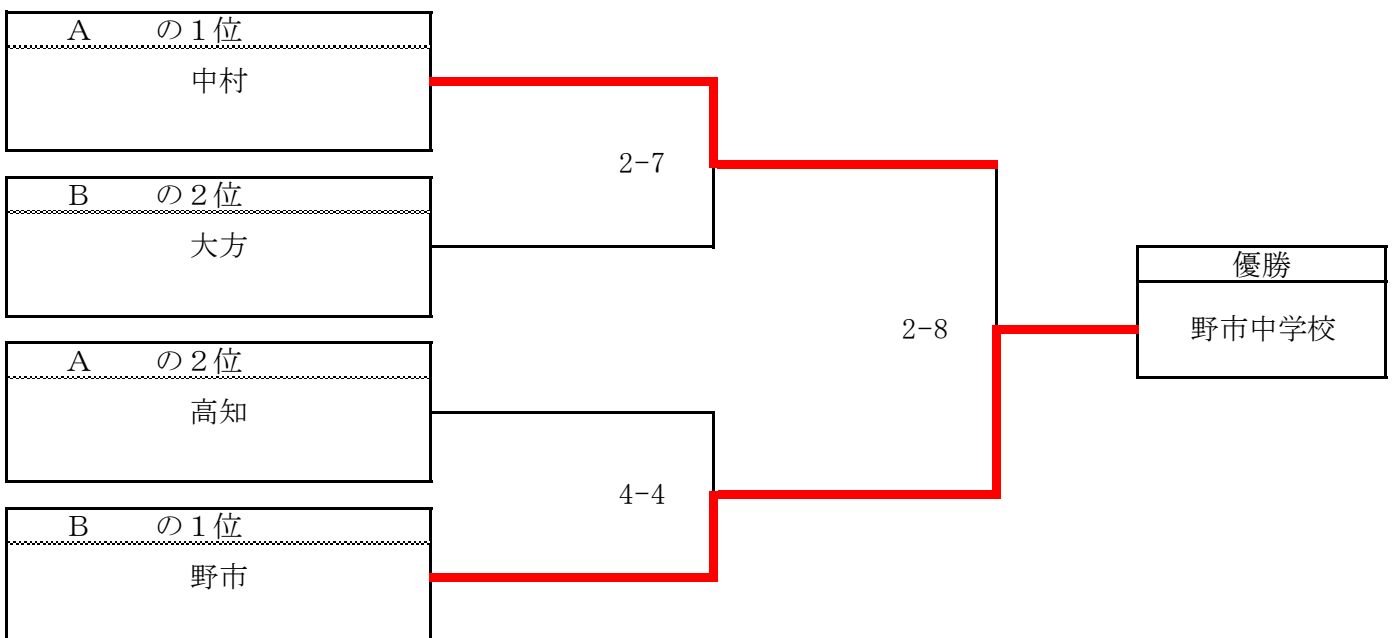 A　の１位
中村
2-7
B　の２位
大方
優勝
野市中学校
2-8
A　の２位
高知
4-4
B　の１位
野市